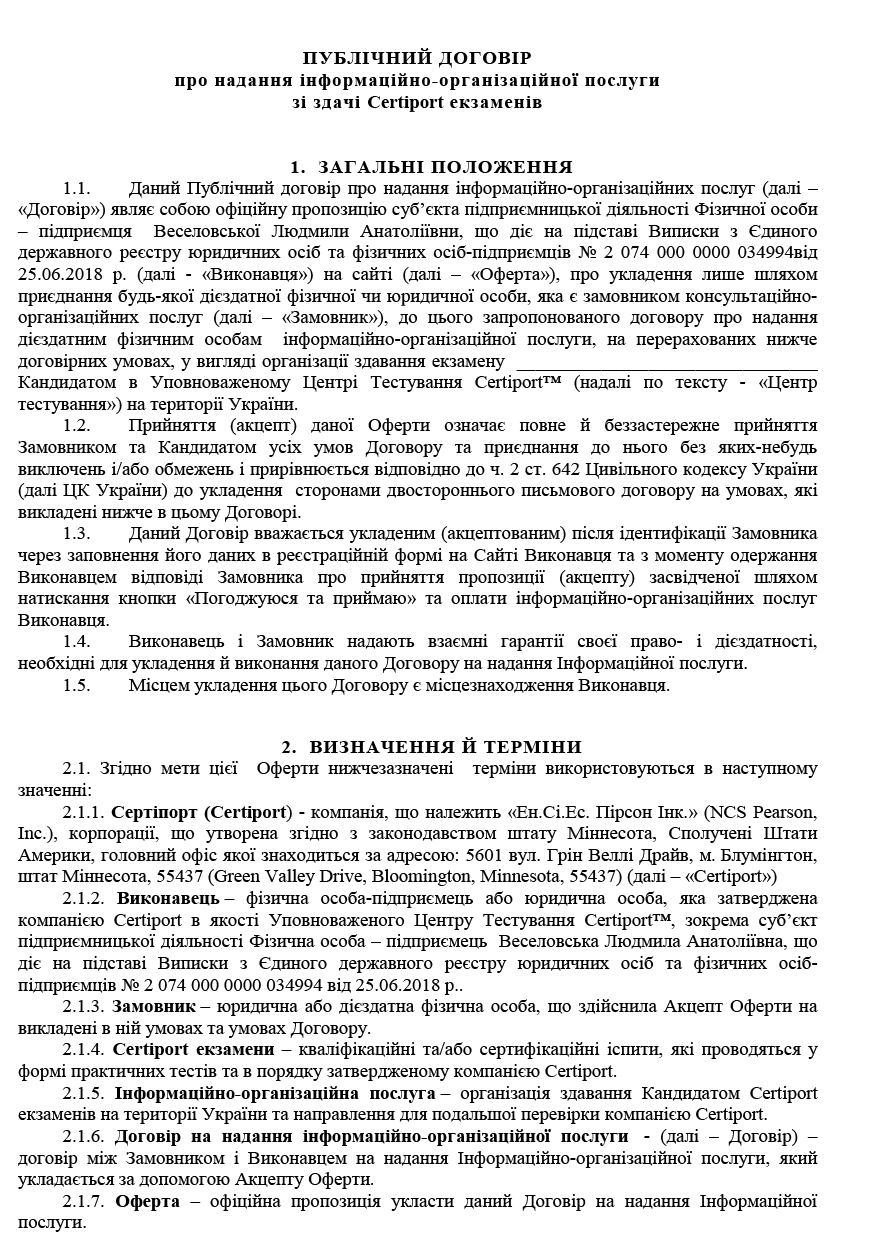 ПУБЛІЧНИЙ ДОГОВІР
про надання інформаційно-організаційної послуги
зі здачі Certiport екзаменів
1. ЗАГАЛЬНІ ПОЛОЖЕННЯ
1.1. Даний Публічний договір про надання інформаційно-організаційних послуг (далі –
«Договір») являє собою офіційну пропозицію суб’єкта підприємницької діяльності Фізичної особи
– підприємця Веселовської Людмили Анатоліївни, що діє на підставі Виписки з Єдиного
державного реєстру юридичних осіб та фізичних осіб-підприємців № 2 074 000 0000 034994від
25.06.2018 р. (далі - «Виконавця») на сайті (далі – «Оферта»), про укладення лише шляхом
приєднання будь-якої дієздатної фізичної чи юридичної особи, яка є замовником консультаційно-
організаційних послуг (далі – «Замовник»), до цього запропонованого договору про надання
дієздатним фізичним особам інформаційно-організаційної послуги, на перерахованих нижче
договірних умовах, у вигляді організації здавання екзамену ______________________________
Кандидатом в Уповноваженому Центрі Тестування Certiport™ (надалі по тексту - «Центр
тестування») на території України.
1.2. Прийняття (акцепт) даної Оферти означає повне й беззастережне прийняття
Замовником та Кандидатом усіх умов Договору та приєднання до нього без яких-небудь
виключень і/або обмежень і прирівнюється відповідно до ч. 2 ст. 642 Цивільного кодексу України
(далі ЦК України) до укладення сторонами двостороннього письмового договору на умовах, які
викладені нижче в цьому Договорі.
1.3. Даний Договір вважається укладеним (акцептованим) після ідентифікації Замовника
через заповнення його даних в реєстраційній формі на Сайті Виконавця та з моменту одержання
Виконавцем відповіді Замовника про прийняття пропозиції (акцепту) засвідченої шляхом
натискання кнопки «Погоджуюся та приймаю» та оплати інформаційно-організаційних послуг
Виконавця.
1.4. Виконавець і Замовник надають взаємні гарантії своєї право- і дієздатності,
необхідні для укладення й виконання даного Договору на надання Інформаційної послуги.
1.5. Місцем укладення цього Договору є місцезнаходження Виконавця.
2. ВИЗНАЧЕННЯ Й ТЕРМІНИ
2.1. Згідно мети цієї Оферти нижчезазначені терміни використовуються в наступному
значенні:
2.1.1. Сертіпорт (Certiport) - компанія, що належить «Ен.Сі.Ес. Пірсон Інк.» (NCS Pearson,
Inc.), корпорації, що утворена згідно з законодавством штату Міннесота, Сполучені Штати
Америки, головний офіс якої знаходиться за адресою: 5601 вул. Грін Веллі Драйв, м. Блумінгтон,
штат Міннесота, 55437 (Green Valley Drive, Bloomington, Minnesota, 55437) (далі – «Certiport»)
2.1.2. Виконавець – фізична особа-підприємець або юридична особа, яка затверджена
компанією Certiport в якості Уповноваженого Центру Тестування Certiport™, зокрема суб’єкт
підприємницької діяльності Фізична особа – підприємець Веселовська Людмила Анатоліївна, що
діє на підставі Виписки з Єдиного державного реєстру юридичних осіб та фізичних осіб-
підприємців № 2 074 000 0000 034994 від 25.06.2018 р..
2.1.3. Замовник – юридична або дієздатна фізична особа, що здійснила Акцепт Оферти на
викладені в ній умовах та умовах Договору.
2.1.4. Certiport екзамени – кваліфікаційні та/або сертифікаційні іспити, які проводяться у
формі практичних тестів та в порядку затвердженому компанією Certiport.
2.1.5. Інформаційно-організаційна послуга – організація здавання Кандидатом Certiport
екзаменів на території України та направлення для подальшої перевірки компанією Certiport.
2.1.6. Договір на надання інформаційно-організаційної послуги - (далі – Договір) –
договір між Замовником і Виконавцем на надання Інформаційно-організаційної послуги, який
укладається за допомогою Акцепту Оферти.
2.1.7. Оферта – офіційна пропозиція укласти даний Договір на надання Інформаційної
послуги.